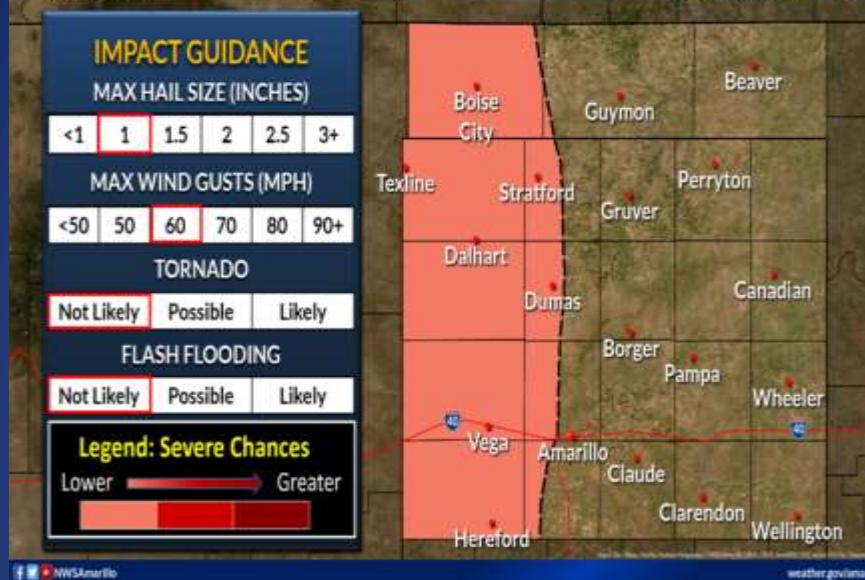 IMPACT GUIDANCE
MAX HAIL SIZE (INCHES)
<1 1 1.5 2 2.5 3+
MAX WIND GUSTS (MPH)
<50 50 60 70 80 90+
TORNADO
Not Likely Possible Likely
FLASH FLOODING
Not Likely Possible Likely
Legend: Severe Chances
Lower Greater
Boise
City
Guymon
Beaver
Texline
Stratford
Gruver
Perryton
Dalhart
Dumas
Canadian
Borger
Pampa
Wheeler
40
40
Vega
Amarillo
Claude
Clarendon
Hereford
Wellington
NWSAmarillo